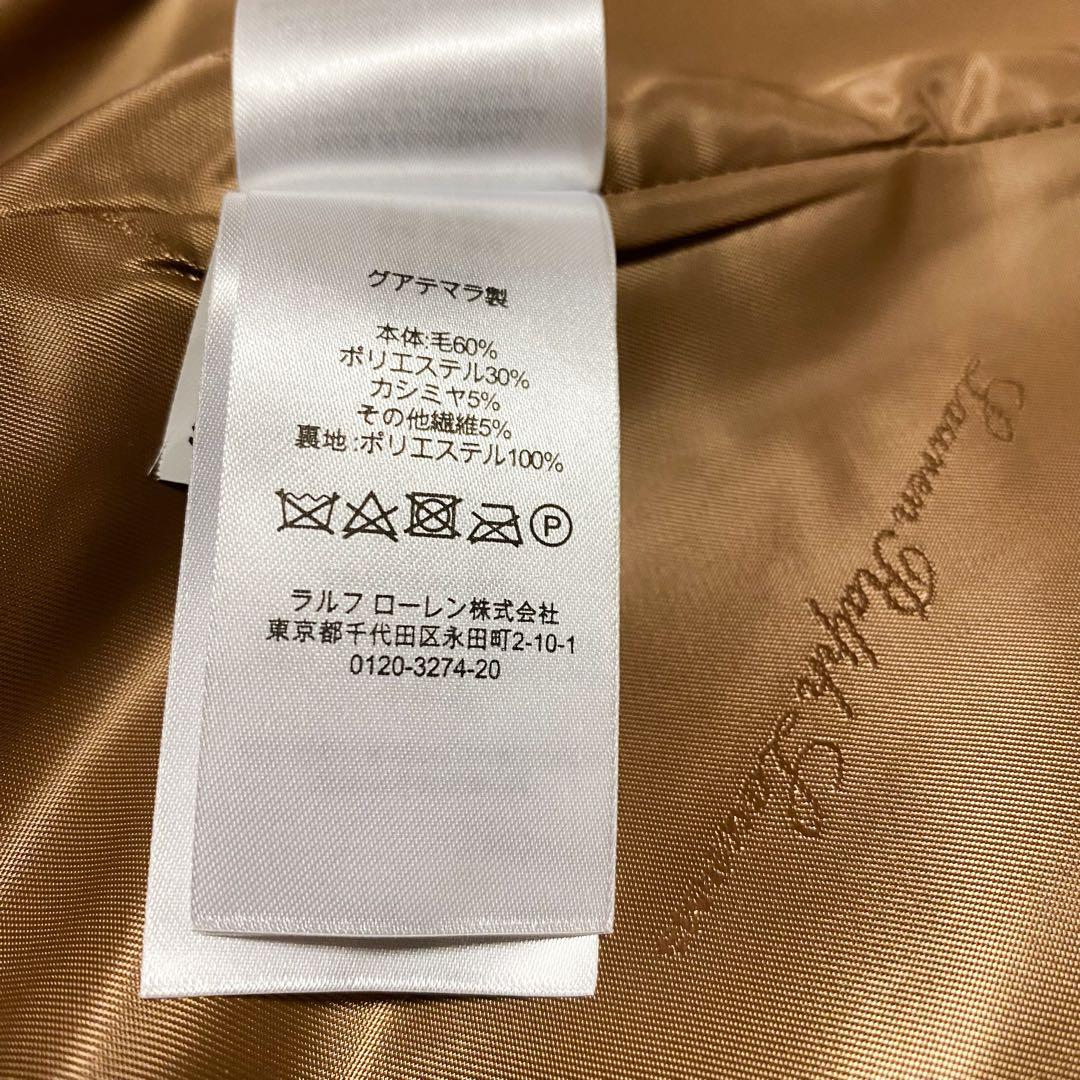 グアテマラ製
本体:毛60%
ポリエステル30%
カシミヤ5%
その他繊維5%
裏地:ポリエステル100%
P
ラルフ ローレン株式会社
東京都千代田区永田町2-10-1
0120-3274-20
Lauren Ralph Lauren